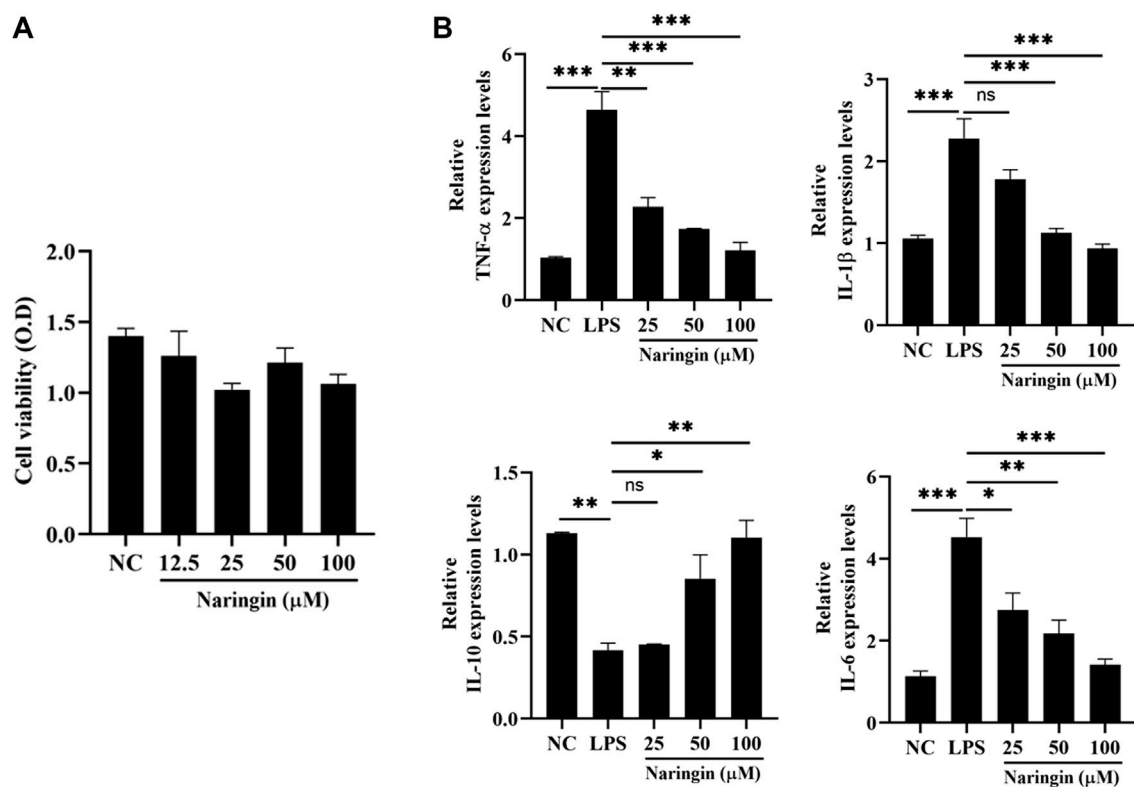 A
Cell viability (O.D)
2.0
1.5
1.0
0.5
0.0
NC 12.5 25 50 100
Naringin (μM)
B
Relative
TNF-α expression levels
6
4
2
0
***
***
*** **
NC LPS 25 50 100
Naringin (μM)
Relative
IL-1β expression levels
3
2
1
0
***
***
*** ns
NC LPS 25 50 100
Naringin (μM)
Relative
IL-10 expression levels
1.5
1.0
0.5
0.0
**
*
** ns
NC LPS 25 50 100
Naringin (μM)
Relative
IL-6 expression levels
6
4
2
0
***
**
*** *
NC LPS 25 50 100
Naringin (μM)